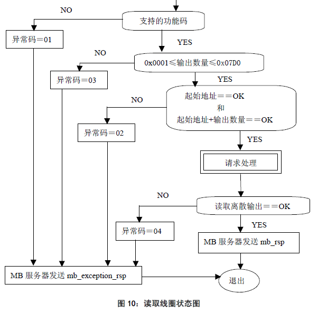 NO
支持的功能码
异常码＝01
YES
NO
0x0001≤输出数量≤0x07D0
异常码＝03
YES
NO
起始地址＝＝OK
和
起始地址+输出数量＝＝OK
异常码＝02
YES
请求处理
NO
读取离散输出＝＝OK
异常码＝04
YES
MB 服务器发送 mb_rsp
MB 服务器发送 mb_exception_rsp
退出
图 10：读取线圈状态图